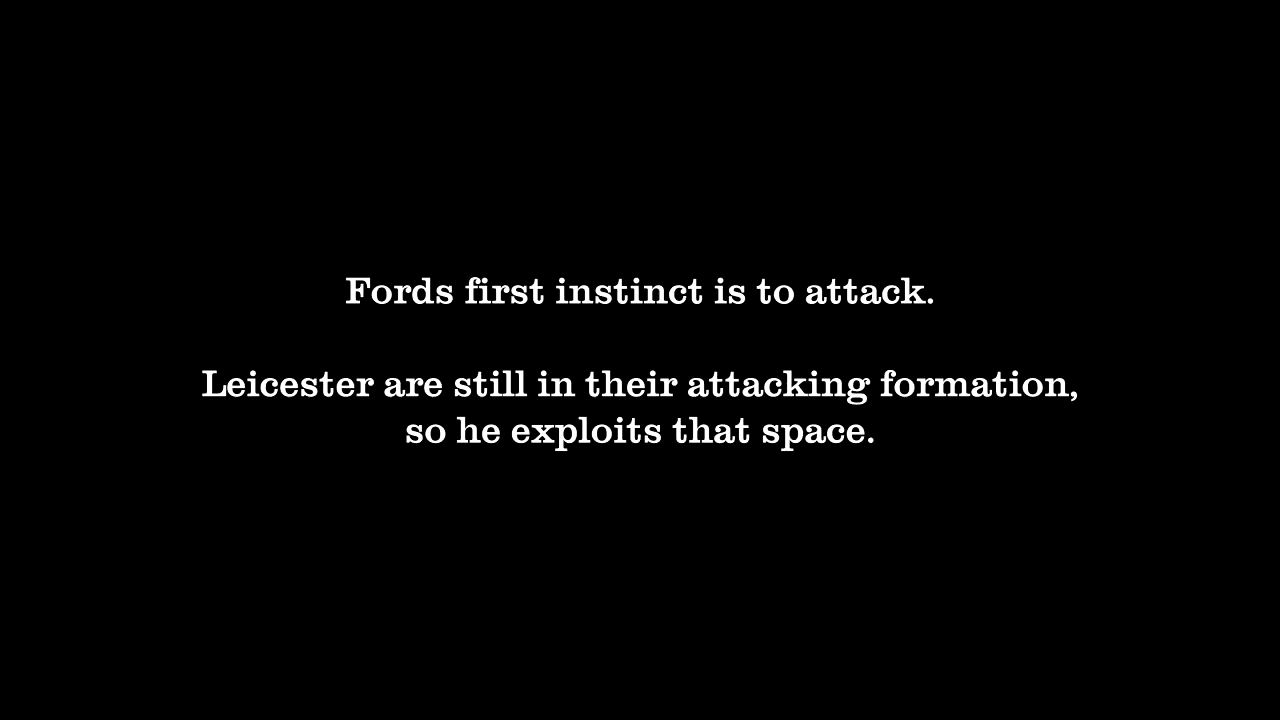 Fords first instinct is to attack.
Leicester are still in their attacking formation,
so he exploits that space.